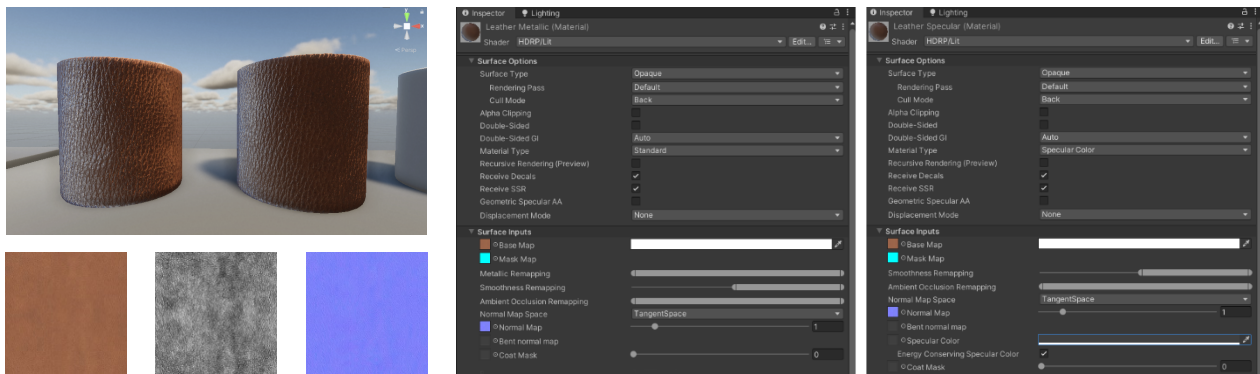 Persp
Inspector
Lighting
Leather Metallic (Material)
Shader HDRP/Lit Edit...
Surface Options
Surface Type Opaque
Rendering Pass Default
Cull Mode Back
Alpha Clipping
Double-Sided
Double-Sided GI Auto
Material Type Standard
Recursive Rendering (Preview)
Receive Decals
Receive SSR
Geometric Specular AA
Displacement Mode None
Surface Inputs
Base Map
Mask Map
Metallic Remapping
Smoothness Remapping
Ambient Occlusion Remapping
Normal Map Space TangentSpace
Normal Map 1
Bent normal map
Coat Mask 0
Inspector
Lighting
Leather Specular (Material)
Shader HDRP/Lit Edit...
Surface Options
Surface Type Opaque
Rendering Pass Default
Cull Mode Back
Alpha Clipping
Double-Sided
Double-Sided GI Auto
Material Type Specular Color
Recursive Rendering (Preview)
Receive Decals
Receive SSR
Geometric Specular AA
Displacement Mode None
Surface Inputs
Base Map
Mask Map
Smoothness Remapping
Ambient Occlusion Remapping
Normal Map Space TangentSpace
Normal Map 1
Bent normal map
Specular Color
Energy Conserving Specular Color
Coat Mask 0